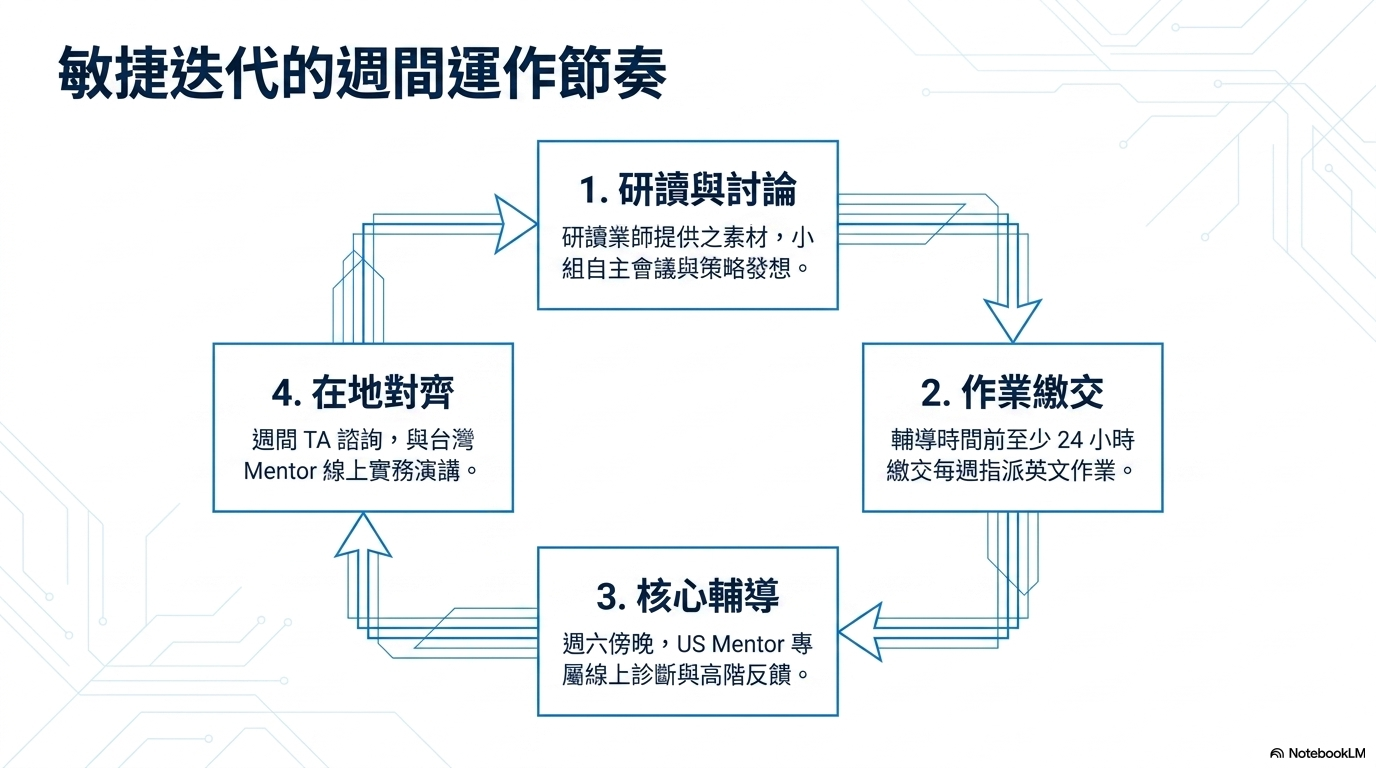 敏捷迭代的週間運作節奏
1. 研讀與討論
研讀業師提供之素材，小
組自主會議與策略發想。
2. 作業繳交
輔導時間前至少 24 小時
繳交每週指派英文作業。
3. 核心輔導
週六傍晚，US Mentor 專
屬線上診斷與高階反饋。
4. 在地對齊
週間 TA 諮詢，與台灣
Mentor 線上實務演講。
NotebookLM